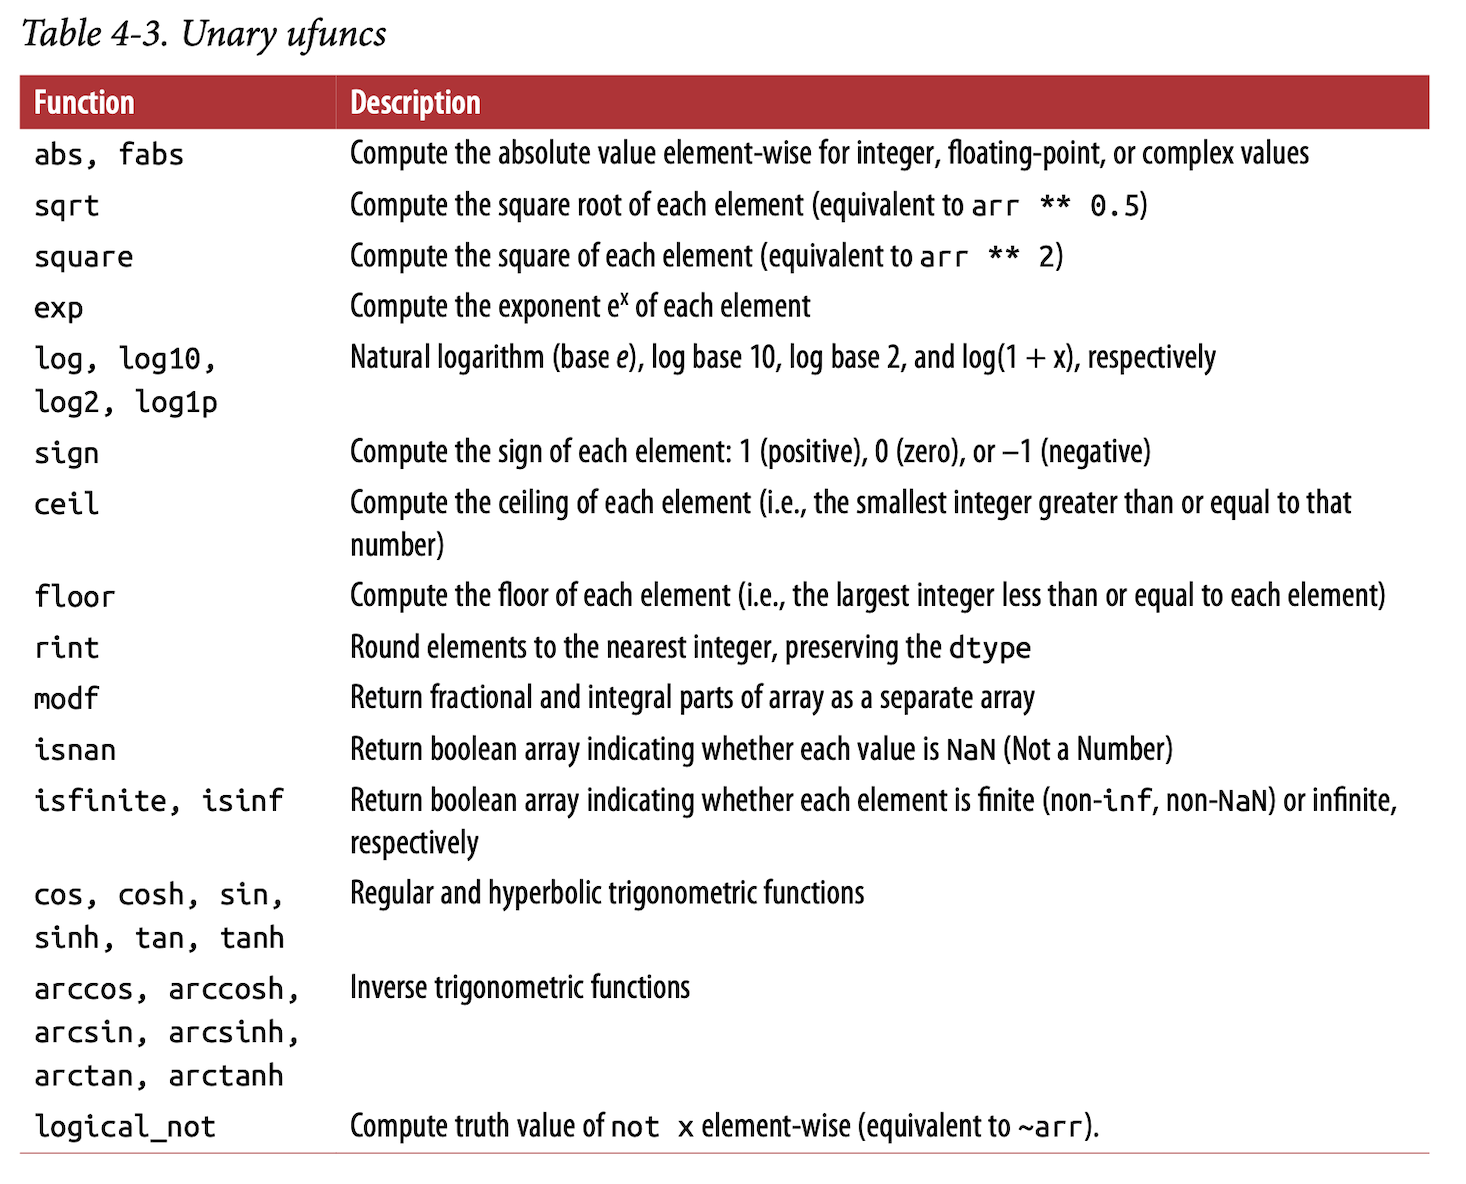 Table 4-3. Unary ufuncs
Function Description
abs, fabs Compute the absolute value element-wise for integer, floating-point, or complex values
sqrt Compute the square root of each element (equivalent to arr ** 0.5)
square Compute the square of each element (equivalent to arr ** 2)
exp Compute the exponent eˣ of each element
log, log10, Natural logarithm (base e), log base 10, log base 2, and log(1 + x), respectively
log2, log1p
sign Compute the sign of each element: 1 (positive), 0 (zero), or –1 (negative)
ceil Compute the ceiling of each element (i.e., the smallest integer greater than or equal to that
number)
floor Compute the floor of each element (i.e., the largest integer less than or equal to each element)
rint Round elements to the nearest integer, preserving the dtype
modf Return fractional and integral parts of array as a separate array
isnan Return boolean array indicating whether each value is NaN (Not a Number)
isfinite, isinf Return boolean array indicating whether each element is finite (non-inf, non-NaN) or infinite,
respectively
cos, cosh, sin, Regular and hyperbolic trigonometric functions
sinh, tan, tanh
arccos, arccosh, Inverse trigonometric functions
arcsin, arcsinh,
arctan, arctanh
logical_not Compute truth value of not x element-wise (equivalent to ~arr).